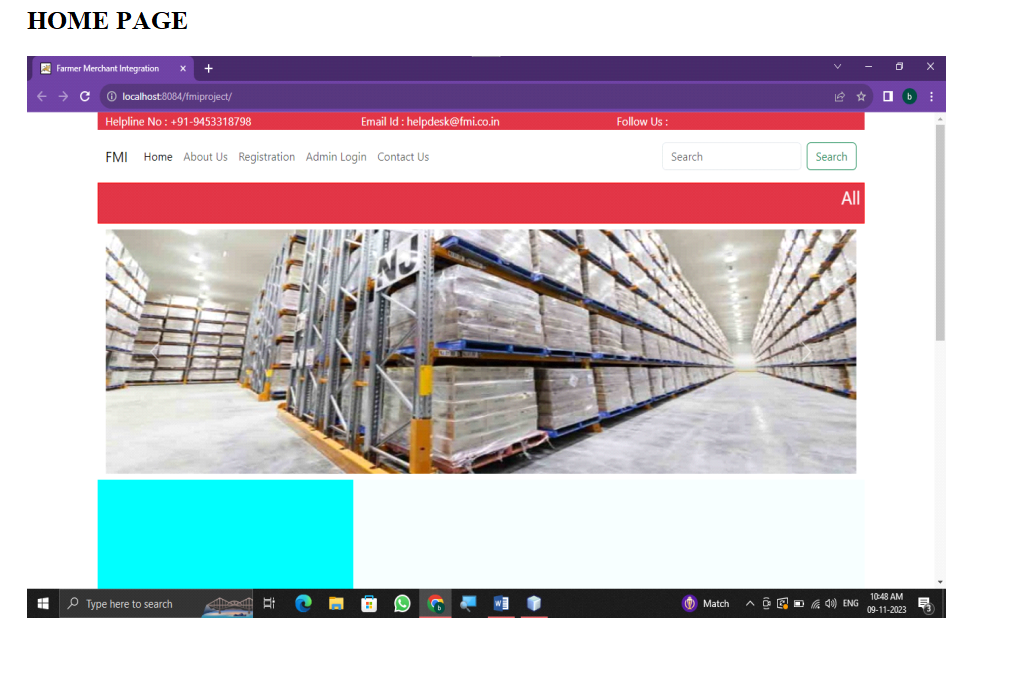 HOME PAGE
Farmer Merchant Integration
localhost:8084/fmiproject/
b
Helpline No : +91-9453318798 Email Id : helpdesk@fmi.co.in Follow Us :
FMI Home About Us Registration Admin Login Contact Us Search Search
All
NJ
Type here to search Match ENG 10:48 AM
09-11-2023 3